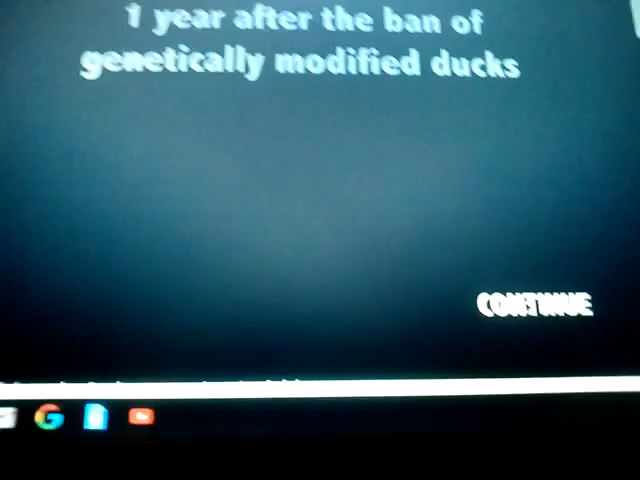 1 year after the ban of
genetically modified ducks
CONTINUE